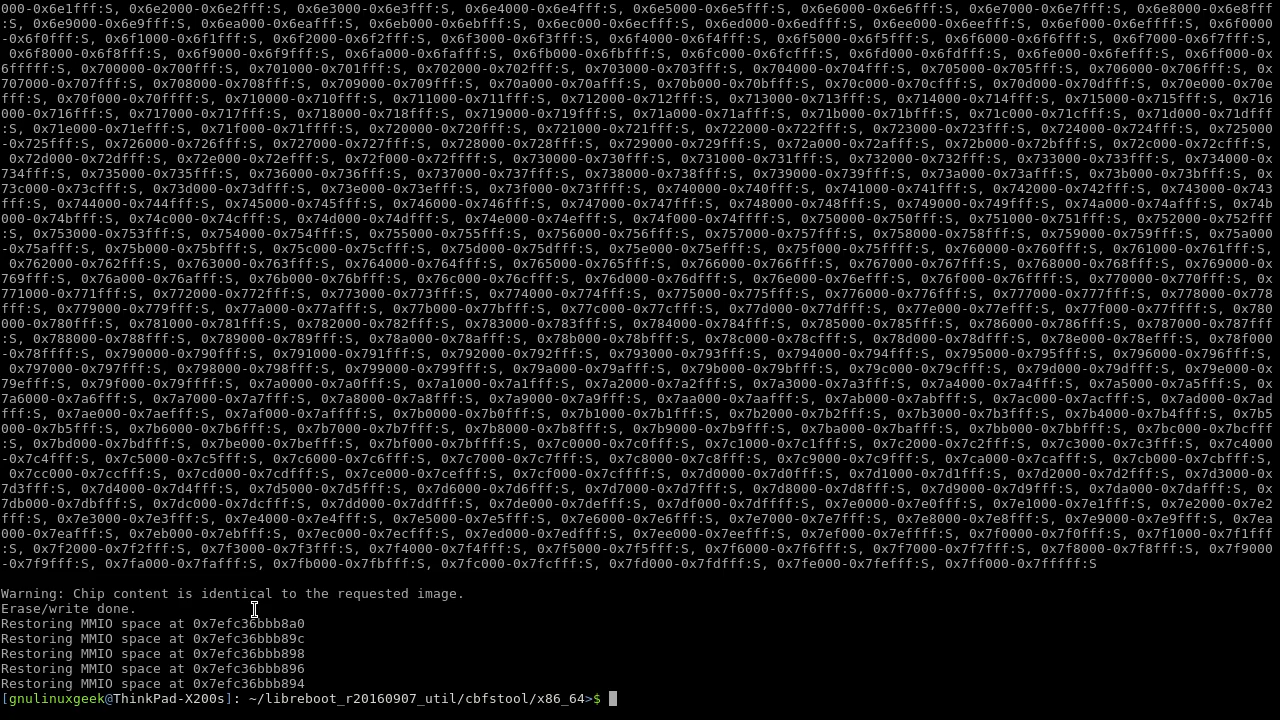 000-0x6e1fff:S, 0x6e2000-0x6e2fff:S, 0x6e3000-0x6e3fff:S, 0x6e4000-0x6e4fff:S, 0x6e5000-0x6e5fff:S, 0x6e6000-0x6e6fff:S, 0x6e7000-0x6e7fff:S, 0x6e8000-0x6e8fff
:S, 0x6e9000-0x6e9fff:S, 0x6ea000-0x6eafff:S, 0x6eb000-0x6ebfff:S, 0x6ec000-0x6ecfff:S, 0x6ed000-0x6edfff:S, 0x6ee000-0x6eefff:S, 0x6ef000-0x6effff:S, 0x6f0000
-0x6f0fff:S, 0x6f1000-0x6f1fff:S, 0x6f2000-0x6f2fff:S, 0x6f3000-0x6f3fff:S, 0x6f4000-0x6f4fff:S, 0x6f5000-0x6f5fff:S, 0x6f6000-0x6f6fff:S, 0x6f7000-0x6f7fff:S,
0x6f8000-0x6f8fff:S, 0x6f9000-0x6f9fff:S, 0x6fa000-0x6fafff:S, 0x6fb000-0x6fbfff:S, 0x6fc000-0x6fcfff:S, 0x6fd000-0x6fdfff:S, 0x6fe000-0x6fefff:S, 0x6ff000-0x
6fffff:S, 0x700000-0x700fff:S, 0x701000-0x701fff:S, 0x702000-0x702fff:S, 0x703000-0x703fff:S, 0x704000-0x704fff:S, 0x705000-0x705fff:S, 0x706000-0x706fff:S, 0x
707000-0x707fff:S, 0x708000-0x708fff:S, 0x709000-0x709fff:S, 0x70a000-0x70afff:S, 0x70b000-0x70bfff:S, 0x70c000-0x70cfff:S, 0x70d000-0x70dfff:S, 0x70e000-0x70e
fff:S, 0x70f000-0x70ffff:S, 0x710000-0x710fff:S, 0x711000-0x711fff:S, 0x712000-0x712fff:S, 0x713000-0x713fff:S, 0x714000-0x714fff:S, 0x715000-0x715fff:S, 0x716
000-0x716fff:S, 0x717000-0x717fff:S, 0x718000-0x718fff:S, 0x719000-0x719fff:S, 0x71a000-0x71afff:S, 0x71b000-0x71bfff:S, 0x71c000-0x71cfff:S, 0x71d000-0x71dfff
:S, 0x71e000-0x71efff:S, 0x71f000-0x71ffff:S, 0x720000-0x720fff:S, 0x721000-0x721fff:S, 0x722000-0x722fff:S, 0x723000-0x723fff:S, 0x724000-0x724fff:S, 0x725000
-0x725fff:S, 0x726000-0x726fff:S, 0x727000-0x727fff:S, 0x728000-0x728fff:S, 0x729000-0x729fff:S, 0x72a000-0x72afff:S, 0x72b000-0x72bfff:S, 0x72c000-0x72cfff:S,
0x72d000-0x72dfff:S, 0x72e000-0x72efff:S, 0x72f000-0x72ffff:S, 0x730000-0x730fff:S, 0x731000-0x731fff:S, 0x732000-0x732fff:S, 0x733000-0x733fff:S, 0x734000-0x
734fff:S, 0x735000-0x735fff:S, 0x736000-0x736fff:S, 0x737000-0x737fff:S, 0x738000-0x738fff:S, 0x739000-0x739fff:S, 0x73a000-0x73afff:S, 0x73b000-0x73bfff:S, 0x
73c000-0x73cfff:S, 0x73d000-0x73dfff:S, 0x73e000-0x73efff:S, 0x73f000-0x73ffff:S, 0x740000-0x740fff:S, 0x741000-0x741fff:S, 0x742000-0x742fff:S, 0x743000-0x743
fff:S, 0x744000-0x744fff:S, 0x745000-0x745fff:S, 0x746000-0x746fff:S, 0x747000-0x747fff:S, 0x748000-0x748fff:S, 0x749000-0x749fff:S, 0x74a000-0x74afff:S, 0x74b
000-0x74bfff:S, 0x74c000-0x74cfff:S, 0x74d000-0x74dfff:S, 0x74e000-0x74efff:S, 0x74f000-0x74ffff:S, 0x750000-0x750fff:S, 0x751000-0x751fff:S, 0x752000-0x752fff
:S, 0x753000-0x753fff:S, 0x754000-0x754fff:S, 0x755000-0x755fff:S, 0x756000-0x756fff:S, 0x757000-0x757fff:S, 0x758000-0x758fff:S, 0x759000-0x759fff:S, 0x75a000
-0x75afff:S, 0x75b000-0x75bfff:S, 0x75c000-0x75cfff:S, 0x75d000-0x75dfff:S, 0x75e000-0x75efff:S, 0x75f000-0x75ffff:S, 0x760000-0x760fff:S, 0x761000-0x761fff:S,
0x762000-0x762fff:S, 0x763000-0x763fff:S, 0x764000-0x764fff:S, 0x765000-0x765fff:S, 0x766000-0x766fff:S, 0x767000-0x767fff:S, 0x768000-0x768fff:S, 0x769000-0x
769fff:S, 0x76a000-0x76afff:S, 0x76b000-0x76bfff:S, 0x76c000-0x76cfff:S, 0x76d000-0x76dfff:S, 0x76e000-0x76efff:S, 0x76f000-0x76ffff:S, 0x770000-0x770fff:S, 0x
771000-0x771fff:S, 0x772000-0x772fff:S, 0x773000-0x773fff:S, 0x774000-0x774fff:S, 0x775000-0x775fff:S, 0x776000-0x776fff:S, 0x777000-0x777fff:S, 0x778000-0x778
fff:S, 0x779000-0x779fff:S, 0x77a000-0x77afff:S, 0x77b000-0x77bfff:S, 0x77c000-0x77cfff:S, 0x77d000-0x77dfff:S, 0x77e000-0x77efff:S, 0x77f000-0x77ffff:S, 0x780
000-0x780fff:S, 0x781000-0x781fff:S, 0x782000-0x782fff:S, 0x783000-0x783fff:S, 0x784000-0x784fff:S, 0x785000-0x785fff:S, 0x786000-0x786fff:S, 0x787000-0x787fff
:S, 0x788000-0x788fff:S, 0x789000-0x789fff:S, 0x78a000-0x78afff:S, 0x78b000-0x78bfff:S, 0x78c000-0x78cfff:S, 0x78d000-0x78dfff:S, 0x78e000-0x78efff:S, 0x78f000
-0x78ffff:S, 0x790000-0x790fff:S, 0x791000-0x791fff:S, 0x792000-0x792fff:S, 0x793000-0x793fff:S, 0x794000-0x794fff:S, 0x795000-0x795fff:S, 0x796000-0x796fff:S,
0x797000-0x797fff:S, 0x798000-0x798fff:S, 0x799000-0x799fff:S, 0x79a000-0x79afff:S, 0x79b000-0x79bfff:S, 0x79c000-0x79cfff:S, 0x79d000-0x79dfff:S, 0x79e000-0x
79efff:S, 0x79f000-0x79ffff:S, 0x7a0000-0x7a0fff:S, 0x7a1000-0x7a1fff:S, 0x7a2000-0x7a2fff:S, 0x7a3000-0x7a3fff:S, 0x7a4000-0x7a4fff:S, 0x7a5000-0x7a5fff:S, 0x
7a6000-0x7a6fff:S, 0x7a7000-0x7a7fff:S, 0x7a8000-0x7a8fff:S, 0x7a9000-0x7a9fff:S, 0x7aa000-0x7aafff:S, 0x7ab000-0x7abfff:S, 0x7ac000-0x7acfff:S, 0x7ad000-0x7ad
fff:S, 0x7ae000-0x7aefff:S, 0x7af000-0x7affff:S, 0x7b0000-0x7b0fff:S, 0x7b1000-0x7b1fff:S, 0x7b2000-0x7b2fff:S, 0x7b3000-0x7b3fff:S, 0x7b4000-0x7b4fff:S, 0x7b5
000-0x7b5fff:S, 0x7b6000-0x7b6fff:S, 0x7b7000-0x7b7fff:S, 0x7b8000-0x7b8fff:S, 0x7b9000-0x7b9fff:S, 0x7ba000-0x7bafff:S, 0x7bb000-0x7bbfff:S, 0x7bc000-0x7bcfff
:S, 0x7bd000-0x7bdfff:S, 0x7be000-0x7befff:S, 0x7bf000-0x7bffff:S, 0x7c0000-0x7c0fff:S, 0x7c1000-0x7c1fff:S, 0x7c2000-0x7c2fff:S, 0x7c3000-0x7c3fff:S, 0x7c4000
-0x7c4fff:S, 0x7c5000-0x7c5fff:S, 0x7c6000-0x7c6fff:S, 0x7c7000-0x7c7fff:S, 0x7c8000-0x7c8fff:S, 0x7c9000-0x7c9fff:S, 0x7ca000-0x7cafff:S, 0x7cb000-0x7cbfff:S,
0x7cc000-0x7ccfff:S, 0x7cd000-0x7cdfff:S, 0x7ce000-0x7cefff:S, 0x7cf000-0x7cffff:S, 0x7d0000-0x7d0fff:S, 0x7d1000-0x7d1fff:S, 0x7d2000-0x7d2fff:S, 0x7d3000-0x
7d3fff:S, 0x7d4000-0x7d4fff:S, 0x7d5000-0x7d5fff:S, 0x7d6000-0x7d6fff:S, 0x7d7000-0x7d7fff:S, 0x7d8000-0x7d8fff:S, 0x7d9000-0x7d9fff:S, 0x7da000-0x7dafff:S, 0x
7db000-0x7dbfff:S, 0x7dc000-0x7dcfff:S, 0x7dd000-0x7ddfff:S, 0x7de000-0x7defff:S, 0x7df000-0x7dffff:S, 0x7e0000-0x7e0fff:S, 0x7e1000-0x7e1fff:S, 0x7e2000-0x7e2
fff:S, 0x7e3000-0x7e3fff:S, 0x7e4000-0x7e4fff:S, 0x7e5000-0x7e5fff:S, 0x7e6000-0x7e6fff:S, 0x7e7000-0x7e7fff:S, 0x7e8000-0x7e8fff:S, 0x7e9000-0x7e9fff:S, 0x7ea
000-0x7eafff:S, 0x7eb000-0x7ebfff:S, 0x7ec000-0x7ecfff:S, 0x7ed000-0x7edfff:S, 0x7ee000-0x7eefff:S, 0x7ef000-0x7effff:S, 0x7f0000-0x7f0fff:S, 0x7f1000-0x7f1fff
:S, 0x7f2000-0x7f2fff:S, 0x7f3000-0x7f3fff:S, 0x7f4000-0x7f4fff:S, 0x7f5000-0x7f5fff:S, 0x7f6000-0x7f6fff:S, 0x7f7000-0x7f7fff:S, 0x7f8000-0x7f8fff:S, 0x7f9000
-0x7f9fff:S, 0x7fa000-0x7fafff:S, 0x7fb000-0x7fbfff:S, 0x7fc000-0x7fcfff:S, 0x7fd000-0x7fdfff:S, 0x7fe000-0x7fefff:S, 0x7ff000-0x7fffff:S
Warning: Chip content is identical to the requested image.
Erase/write done.
Restoring MMIO space at 0x7efc36bbb8a0
Restoring MMIO space at 0x7efc36bbb89c
Restoring MMIO space at 0x7efc36bbb898
Restoring MMIO space at 0x7efc36bbb896
Restoring MMIO space at 0x7efc36bbb894
[gnulinuxgeek@ThinkPad-X200s]: ~/libreboot_r20160907_util/cbfstool/x86_64>$